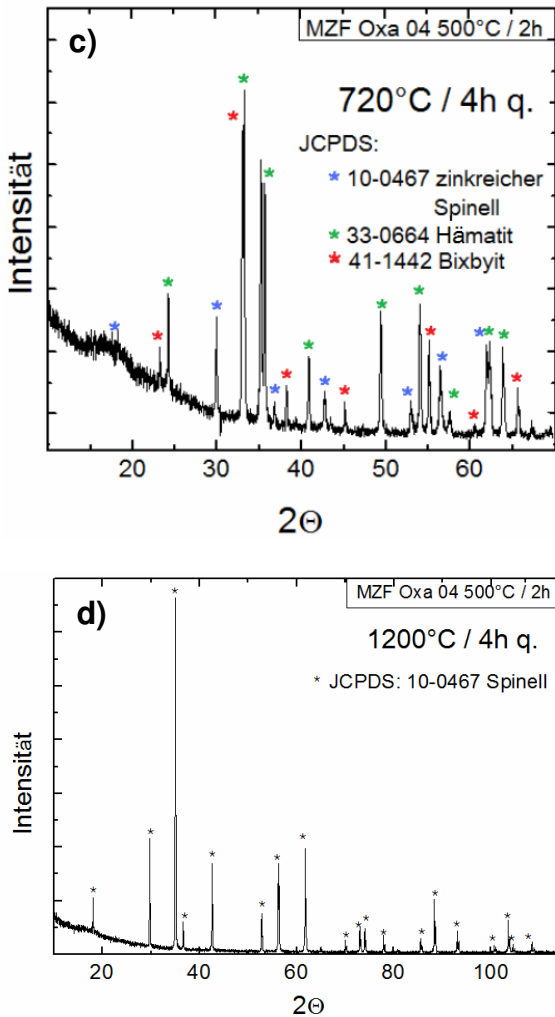 c)
MZF Oxa 04 500°C / 2h
720°C / 4h q.
JCPDS:
* 10-0467 zinkreicher
Spinell
* 33-0664 Hämatit
* 41-1442 Bixbyit
Intensität
10 20 30 40 50 60
2Θ
d)
MZF Oxa 04 500°C / 2h
1200°C / 4h q.
* JCPDS: 10-0467 Spinell
Intensität
20 40 60 80 100
2Θ